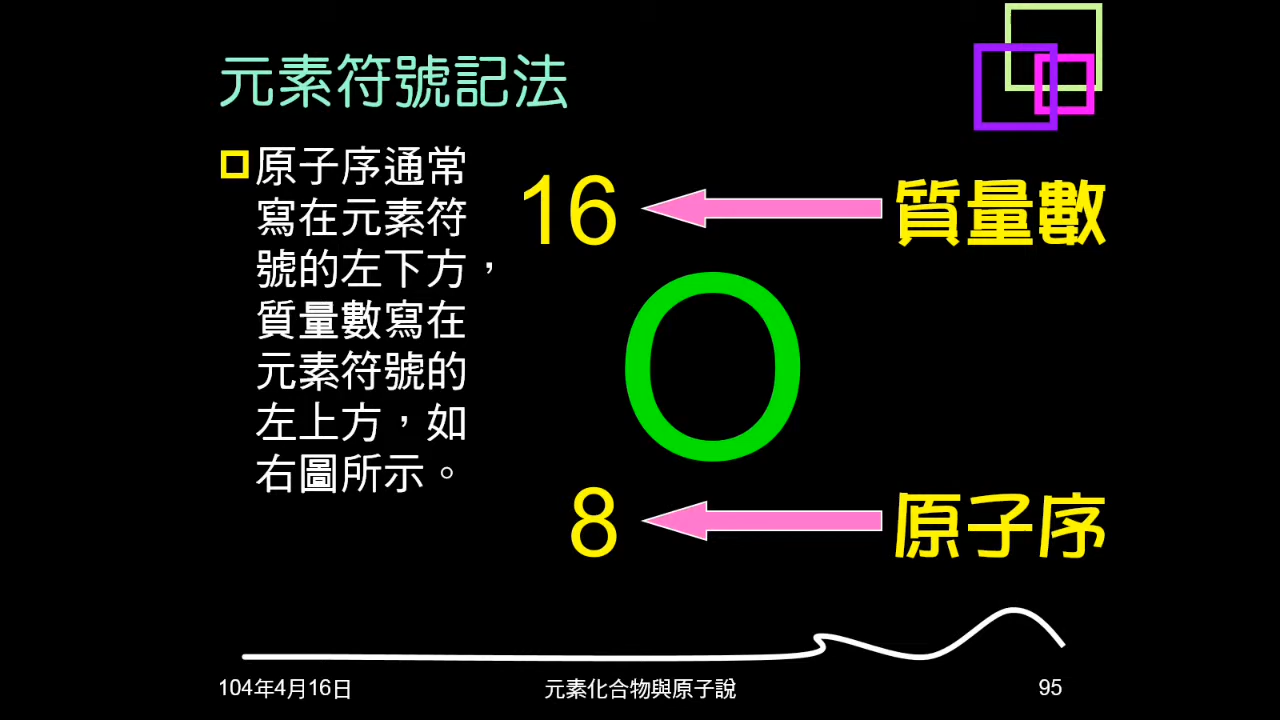 元素符號記法
原子序通常
寫在元素符
號的左下方，
質量數寫在
元素符號的
左上方，如
右圖所示。
16
質量數
O
8
原子序
104年4月16日
元素化合物與原子說
95